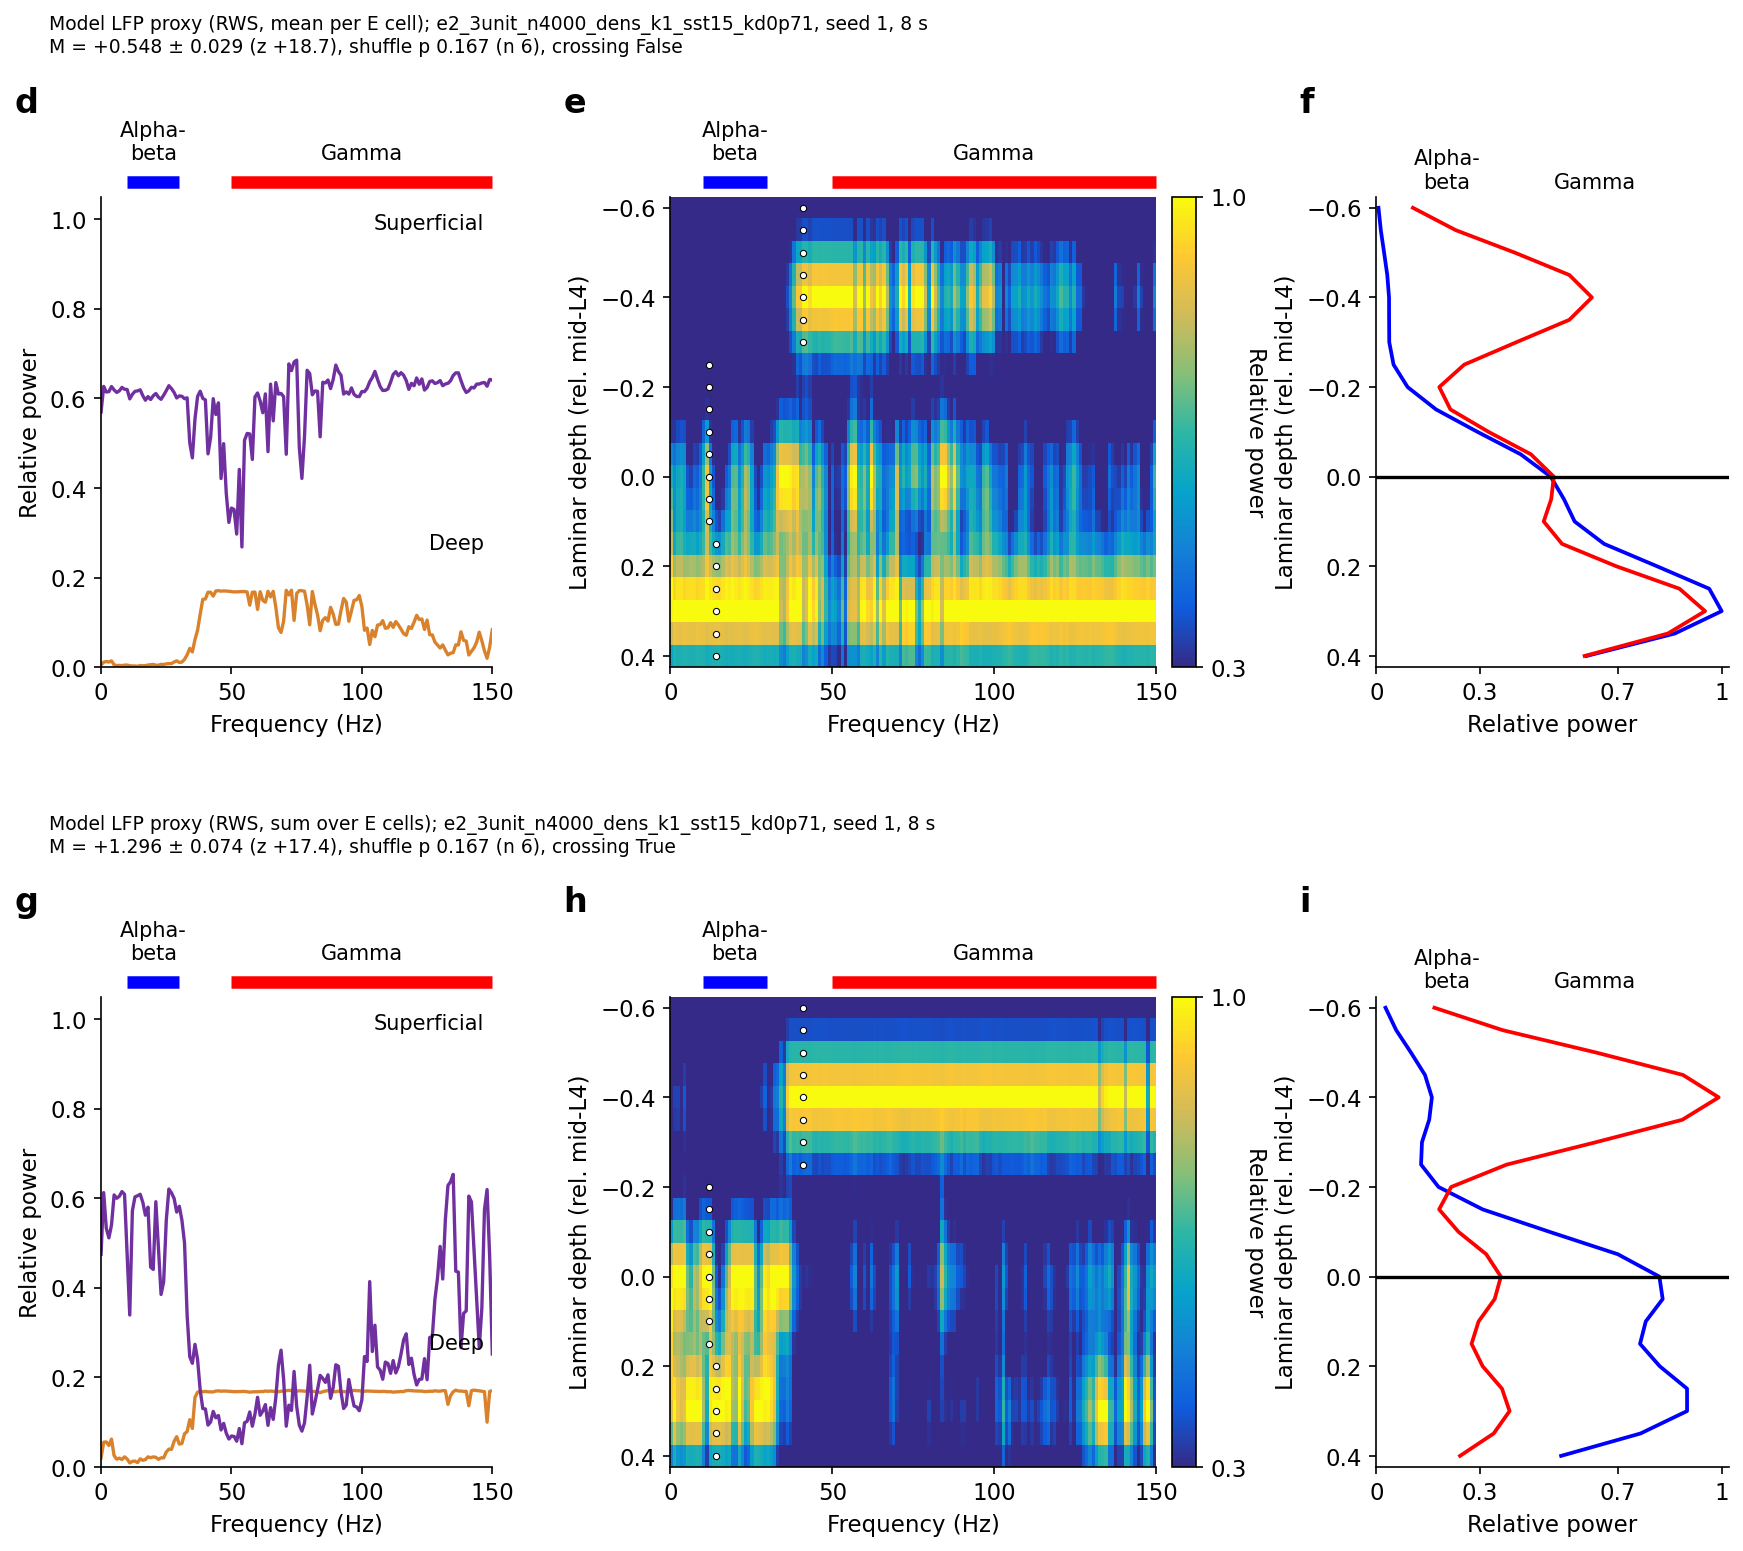 Model LFP proxy (RWS, mean per E cell); e2_3unit_n4000_dens_k1_sst15_kd0p71, seed 1, 8 s
M = +0.548 ± 0.029 (z +18.7), shuffle p 0.167 (n 6), crossing False
d
Alpha-
beta
Gamma
Superficial
Deep
Relative power
1.0
0.8
0.6
0.4
0.2
0.0
0
50
100
150
Frequency (Hz)
e
Alpha-
beta
Gamma
Laminar depth (rel. mid-L4)
−0.6
−0.4
−0.2
0.0
0.2
0.4
0
50
100
150
Frequency (Hz)
1.0
0.3
Relative power
f
Alpha-
beta
Gamma
Laminar depth (rel. mid-L4)
−0.6
−0.4
−0.2
0.0
0.2
0.4
0
0.3
0.7
1
Relative power
Model LFP proxy (RWS, sum over E cells); e2_3unit_n4000_dens_k1_sst15_kd0p71, seed 1, 8 s
M = +1.296 ± 0.074 (z +17.4), shuffle p 0.167 (n 6), crossing True
g
Alpha-
beta
Gamma
Superficial
Deep
Relative power
1.0
0.8
0.6
0.4
0.2
0.0
0
50
100
150
Frequency (Hz)
h
Alpha-
beta
Gamma
Laminar depth (rel. mid-L4)
−0.6
−0.4
−0.2
0.0
0.2
0.4
0
50
100
150
Frequency (Hz)
1.0
0.3
Relative power
i
Alpha-
beta
Gamma
Laminar depth (rel. mid-L4)
−0.6
−0.4
−0.2
0.0
0.2
0.4
0
0.3
0.7
1
Relative power